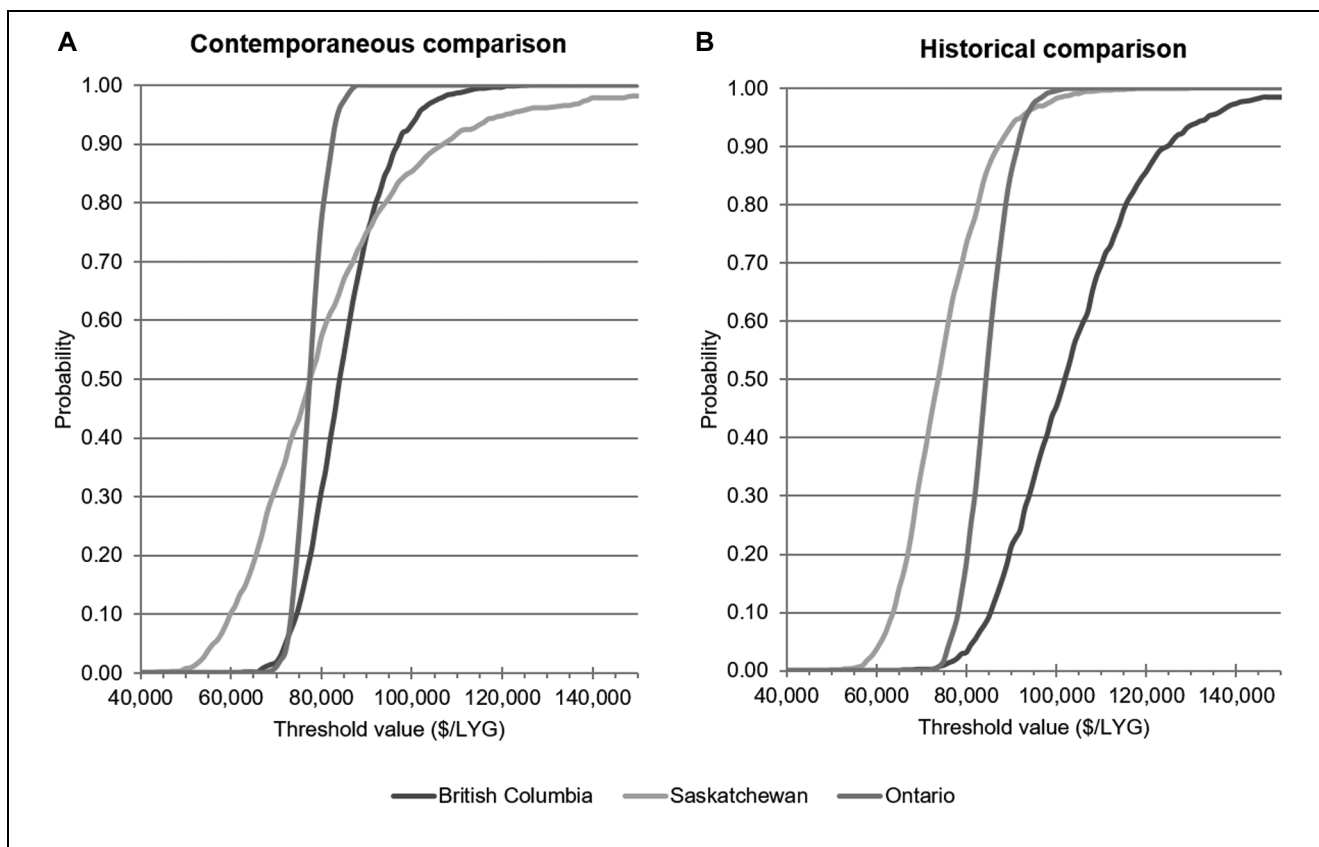 A
Contemporaneous comparison
1.00
0.90
0.80
0.70
0.60
0.50
0.40
0.30
0.20
0.10
0.00
Probability
40,000 60,000 80,000 100,000 120,000 140,000
Threshold value ($/LYG)
B
Historical comparison
1.00
0.90
0.80
0.70
0.60
0.50
0.40
0.30
0.20
0.10
0.00
Probability
40,000 60,000 80,000 100,000 120,000 140,000
Threshold value ($/LYG)
British Columbia Saskatchewan Ontario